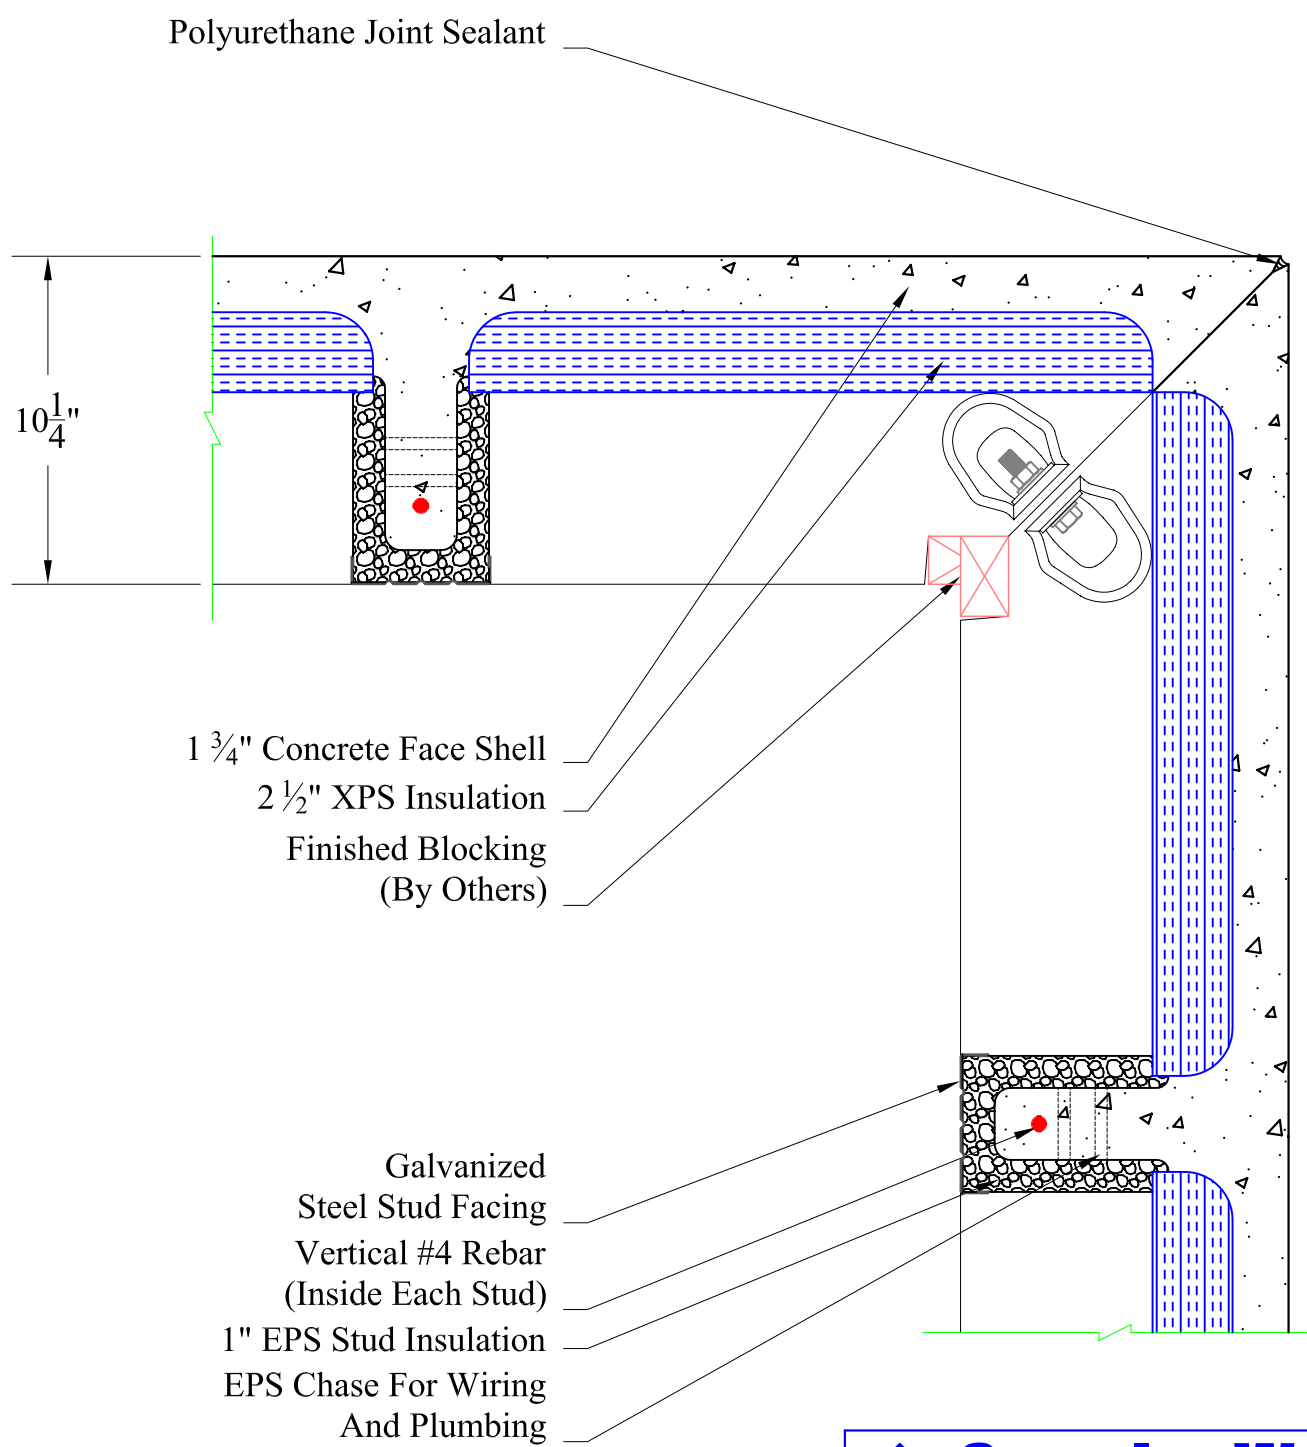 Polyurethane Joint Sealant
10 1/4"
1 3⁄4" Concrete Face Shell
2 1⁄2" XPS Insulation
Finished Blocking
(By Others)
Galvanized
Steel Stud Facing
Vertical #4 Rebar
(Inside Each Stud)
1" EPS Stud Insulation
EPS Chase For Wiring
And Plumbing